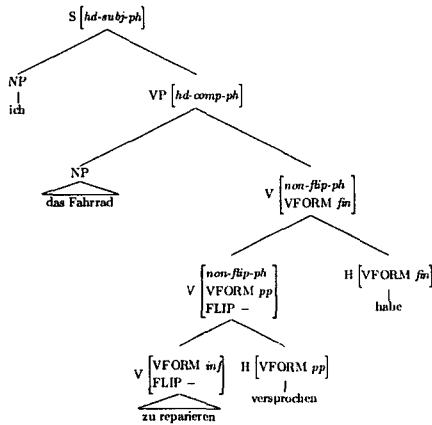 S [hd-subj-ph]
NP
ich
VP [hd-comp-ph]
NP
das Fahrrad
V [non-flip-ph
VFORM fin]
V [non-flip-ph
VFORM pp
FLIP –]
H [VFORM fin]
habe
V [VFORM inf
FLIP –]
H [VFORM pp]
zu reparieren
versprochen